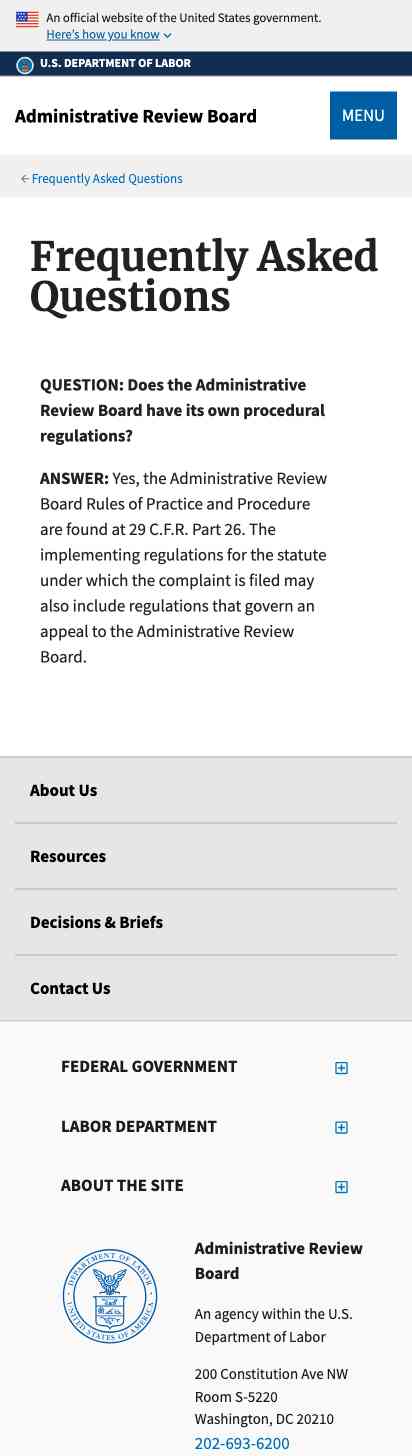 An official website of the United States government.
Here's how you know
U.S. DEPARTMENT OF LABOR
Administrative Review Board
MENU
Frequently Asked Questions
Frequently Asked
Questions
QUESTION: Does the Administrative
Review Board have its own procedural
regulations?
ANSWER: Yes, the Administrative Review
Board Rules of Practice and Procedure
are found at 29 C.F.R. Part 26. The
implementing regulations for the statute
under which the complaint is filed may
also include regulations that govern an
appeal to the Administrative Review
Board.
About Us
Resources
Decisions & Briefs
Contact Us
FEDERAL GOVERNMENT
LABOR DEPARTMENT
ABOUT THE SITE
DEPARTMENT OF LABOR
UNITED STATES OF AMERICA
Administrative Review
Board
An agency within the U.S.
Department of Labor
200 Constitution Ave NW
Room S-5220
Washington, DC 20210
202-693-6200